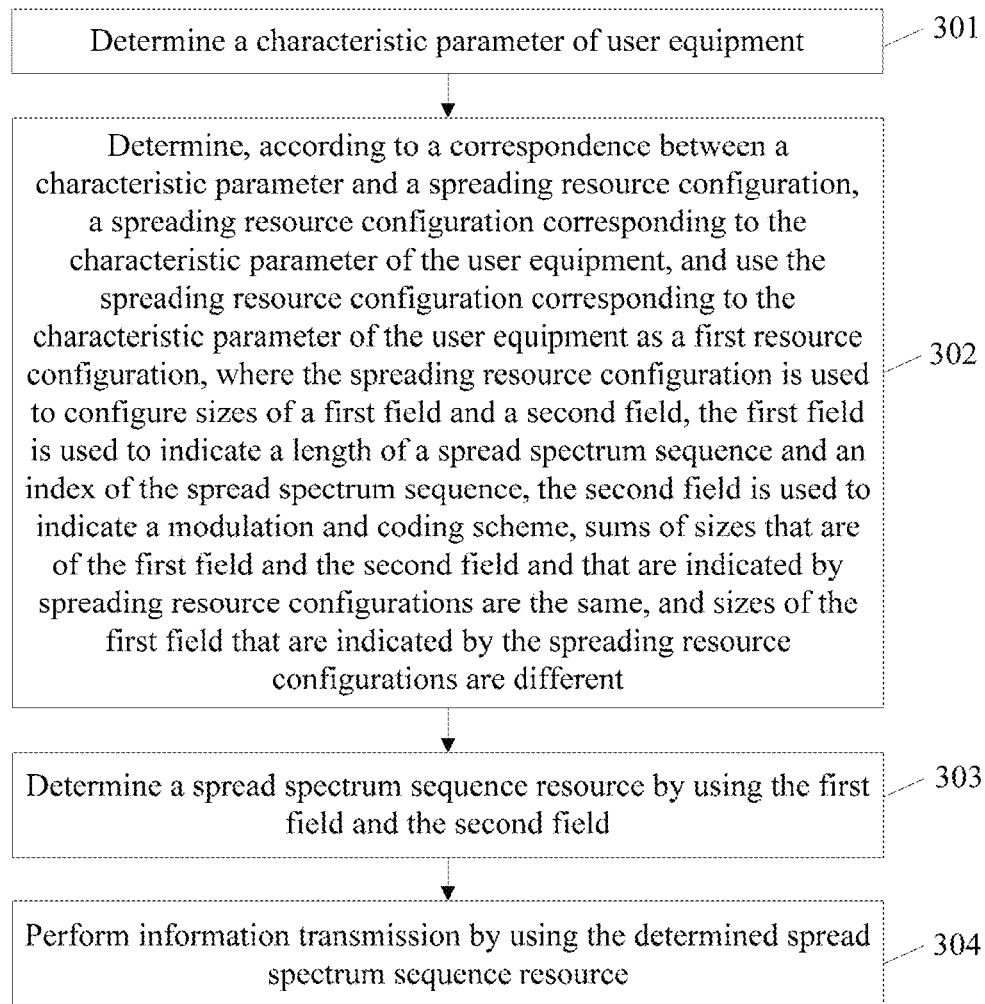 Determine a characteristic parameter of user equipment
301
Determine, according to a correspondence between a
characteristic parameter and a spreading resource configuration,
a spreading resource configuration corresponding to the
characteristic parameter of the user equipment, and use the
spreading resource configuration corresponding to the
characteristic parameter of the user equipment as a first resource
configuration, where the spreading resource configuration is used
to configure sizes of a first field and a second field, the first field
is used to indicate a length of a spread spectrum sequence and an
index of the spread spectrum sequence, the second field is used to
indicate a modulation and coding scheme, sums of sizes that are
of the first field and the second field and that are indicated by
spreading resource configurations are the same, and sizes of the
first field that are indicated by the spreading resource
configurations are different
302
Determine a spread spectrum sequence resource by using the first
field and the second field
303
Perform information transmission by using the determined spread
spectrum sequence resource
304